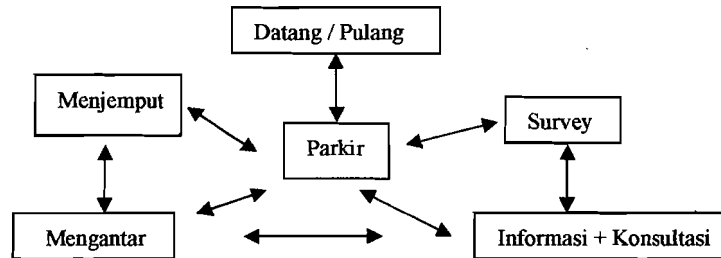 Datang / Pulang
Menjemput
Survey
Parkir
Mengantar
Informasi + Konsultasi